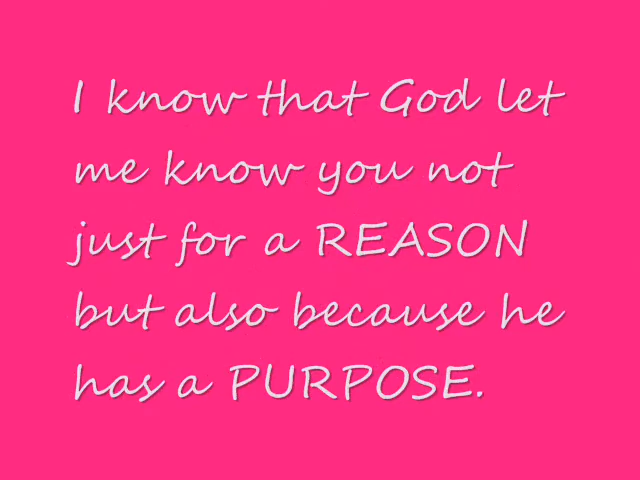 I know that God let
me know you not
just for a REASON
but also because he
has a PURPOSE.